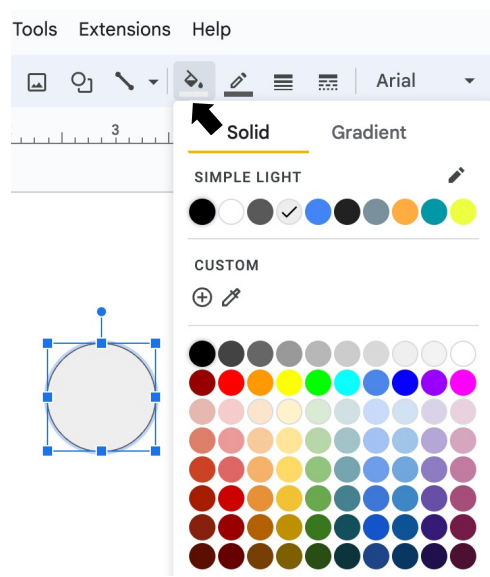 Tools Extensions Help
Arial
3
Solid Gradient
SIMPLE LIGHT
CUSTOM